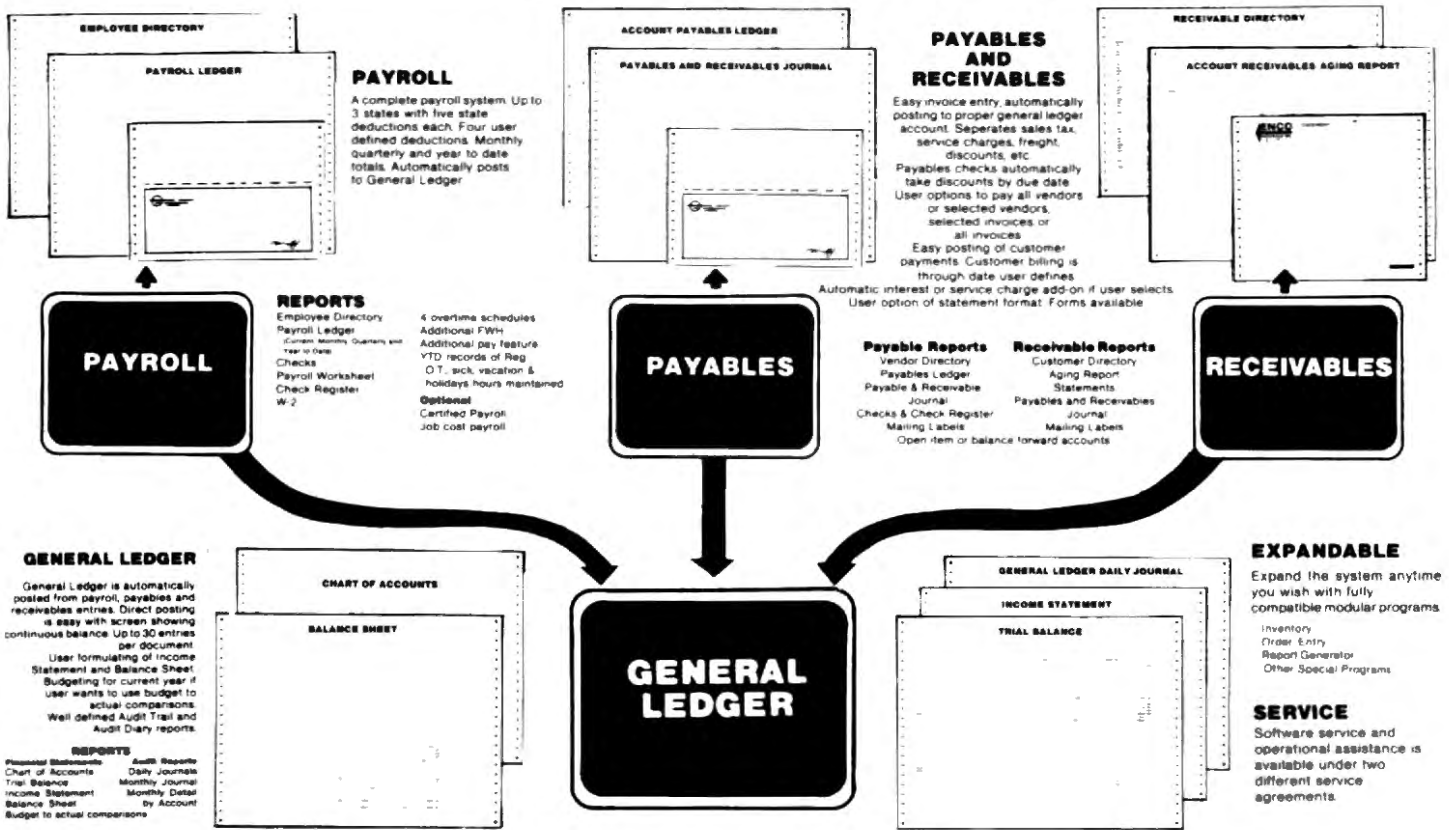 EMPLOYEE DIRECTORY
PAYROLL LEDGER
PAYROLL
A complete payroll system. Up to
3 states with five state
deductions each. Four user
defined deductions. Monthly
quarterly and year to date
totals. Automatically posts
to General Ledger
ACCOUNT PAYABLES LEDGER
PAYABLES AND RECEIVABLES JOURNAL
PAYABLES
AND
RECEIVABLES
Easy invoice entry, automatically
posting to proper general ledger
account. Seperates sales tax,
service charges, freight,
discounts, etc.
Payables checks automatically
take discounts by due date
User options to pay all vendors
or selected vendors,
selected invoices or
all invoices
Easy posting of customer
payments. Customer billing is
through date user defines
Automatic interest or service charge add-on if user selects
User option of statement format. Forms available
RECEIVABLE DIRECTORY
ACCOUNT RECEIVABLES AGING REPORT
PAYROLL
REPORTS
Employee Directory
Payroll Ledger
(Current Monthly, Quarterly and
Year to Date)
Checks
Payroll Worksheet
Check Register
W-2
4 overtime schedules
Additional FWH
Additional pay feature
YTD records of Reg
O.T., sick, vacation &
holidays hours maintained
Optional
Certified Payroll
Job cost payroll
PAYABLES
Payable Reports
Vendor Directory
Payables Ledger
Payable & Receivable
Journal
Checks & Check Register
Mailing Labels
Receivable Reports
Customer Directory
Aging Report
Statements
Payables and Receivables
Journal
Mailing Labels
Open item or balance forward accounts
RECEIVABLES
GENERAL LEDGER
General Ledger is automatically
posted from payroll, payables and
receivables entries. Direct posting
is easy with screen showing
continuous balance. Up to 30 entries
per document
User formulating of Income
Statement and Balance Sheet
Budgeting for current year if
user wants to use budget to
actual comparisons.
Well defined Audit Trail and
Audit Diary reports
REPORTS
Financial Statements
Chart of Accounts
Trial Balance
Income Statement
Balance Sheet
Budget to actual comparisons
Audit Reports
Daily Journals
Monthly Journal
Monthly Detail
by Account
CHART OF ACCOUNTS
BALANCE SHEET
GENERAL
LEDGER
GENERAL LEDGER DAILY JOURNAL
INCOME STATEMENT
TRIAL BALANCE
EXPANDABLE
Expand the system anytime
you wish with fully
compatible modular programs
Inventory
Order Entry
Report Generator
Other Special Programs
SERVICE
Software service and
operational assistance is
available under two
different service
agreements.